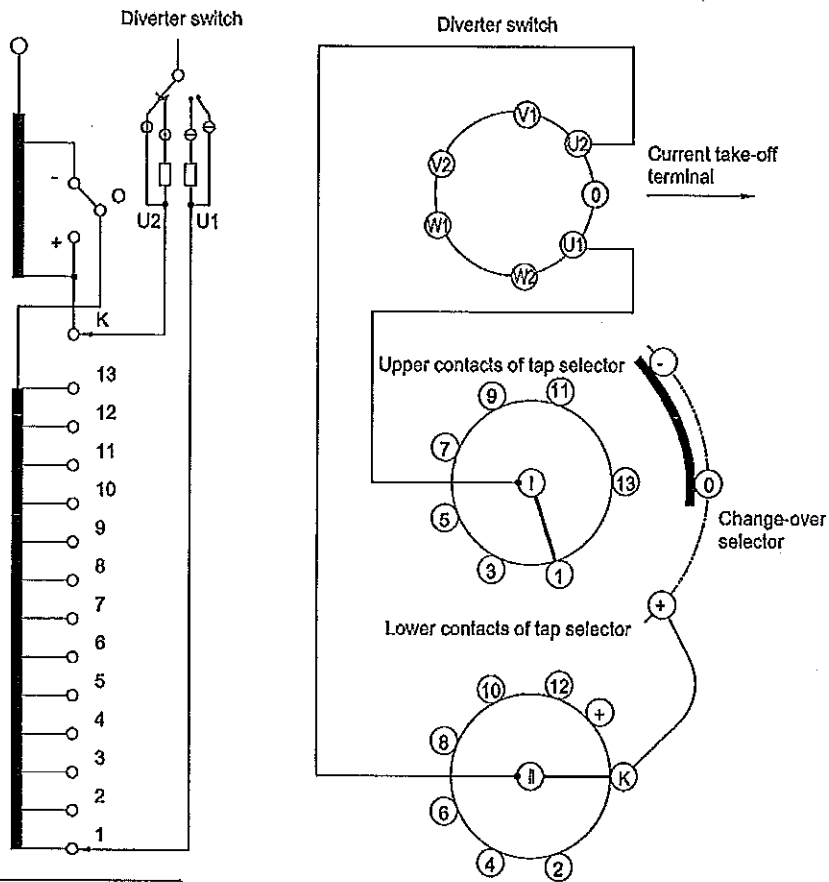 Diverter switch
-
O
+
U2
U1
K
13
12
11
10
9
8
7
6
5
4
3
2
1
Diverter switch
V1
U2
V2
0
W1
U1
W2
Current take-off
terminal
Upper contacts of tap selector
-
9
11
7
I
13
0
5
3
1
Change-over
selector
+
Lower contacts of tap selector
10
12
+
8
II
K
6
4
2